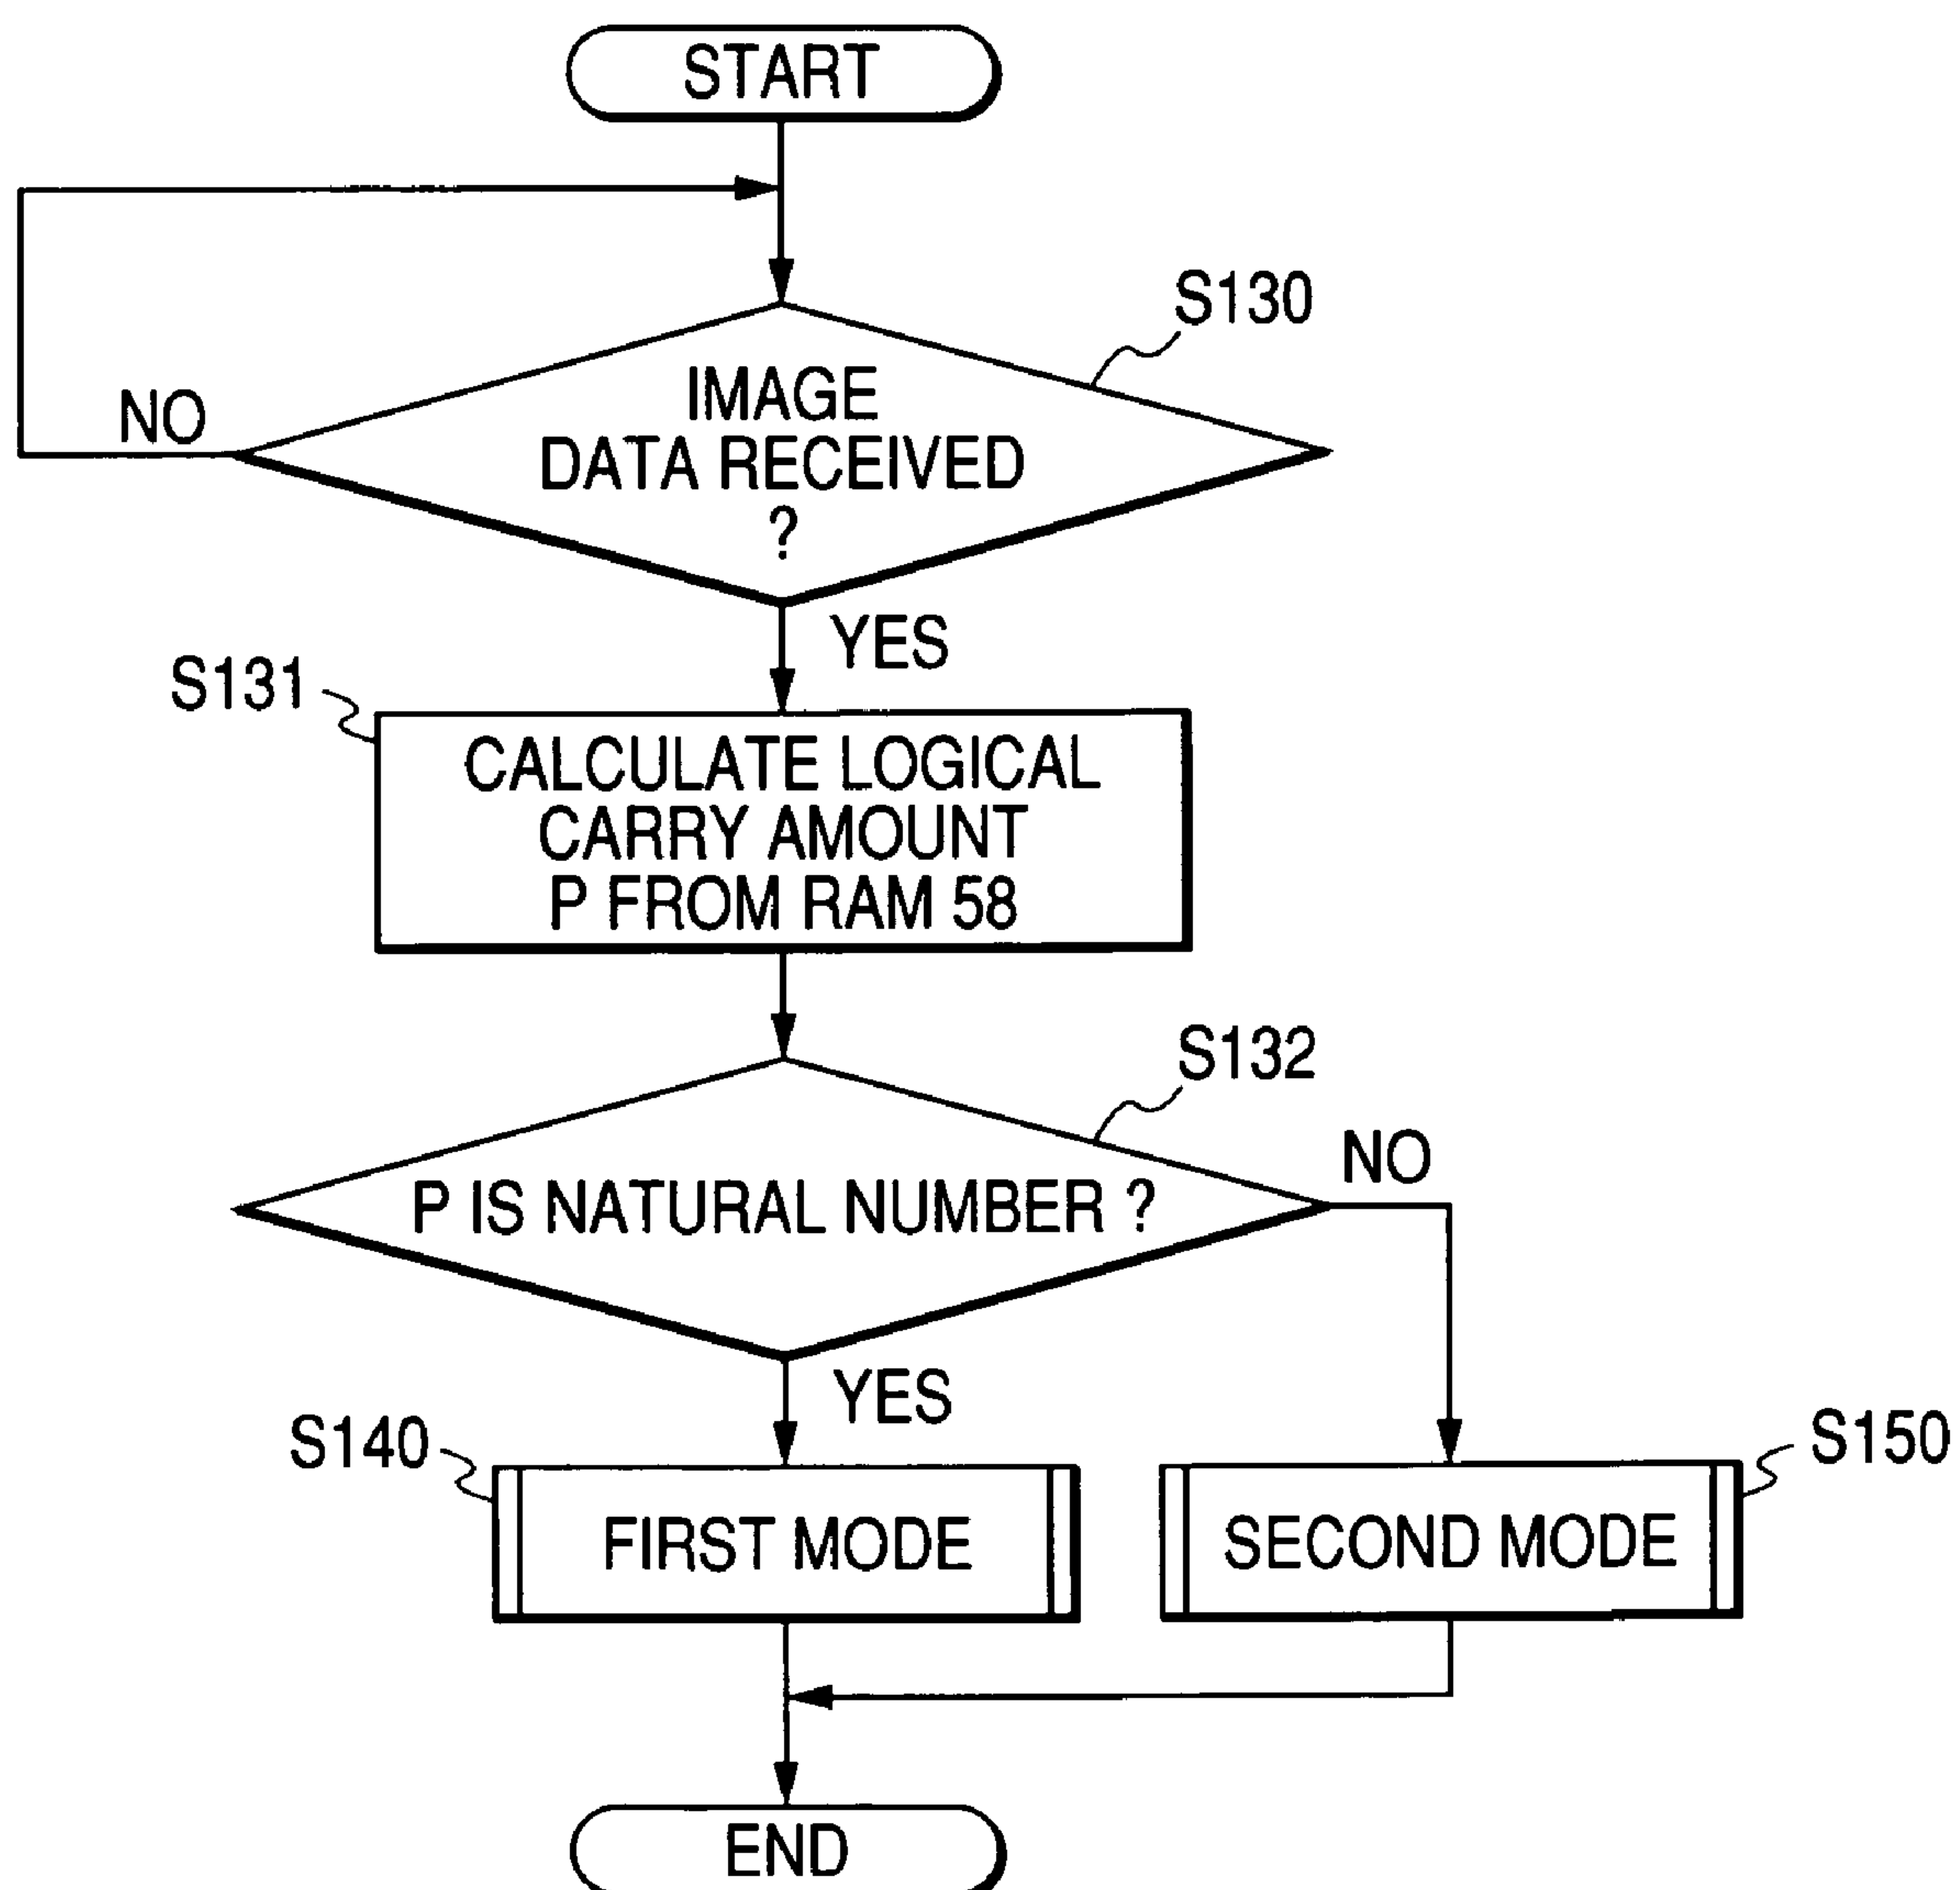 START
S130
IMAGE
DATA RECEIVED
?
NO
YES
S131
CALCULATE LOGICAL
CARRY AMOUNT
P FROM RAM 58
S132
P IS NATURAL NUMBER ?
NO
YES
S140
FIRST MODE
S150
SECOND MODE
END